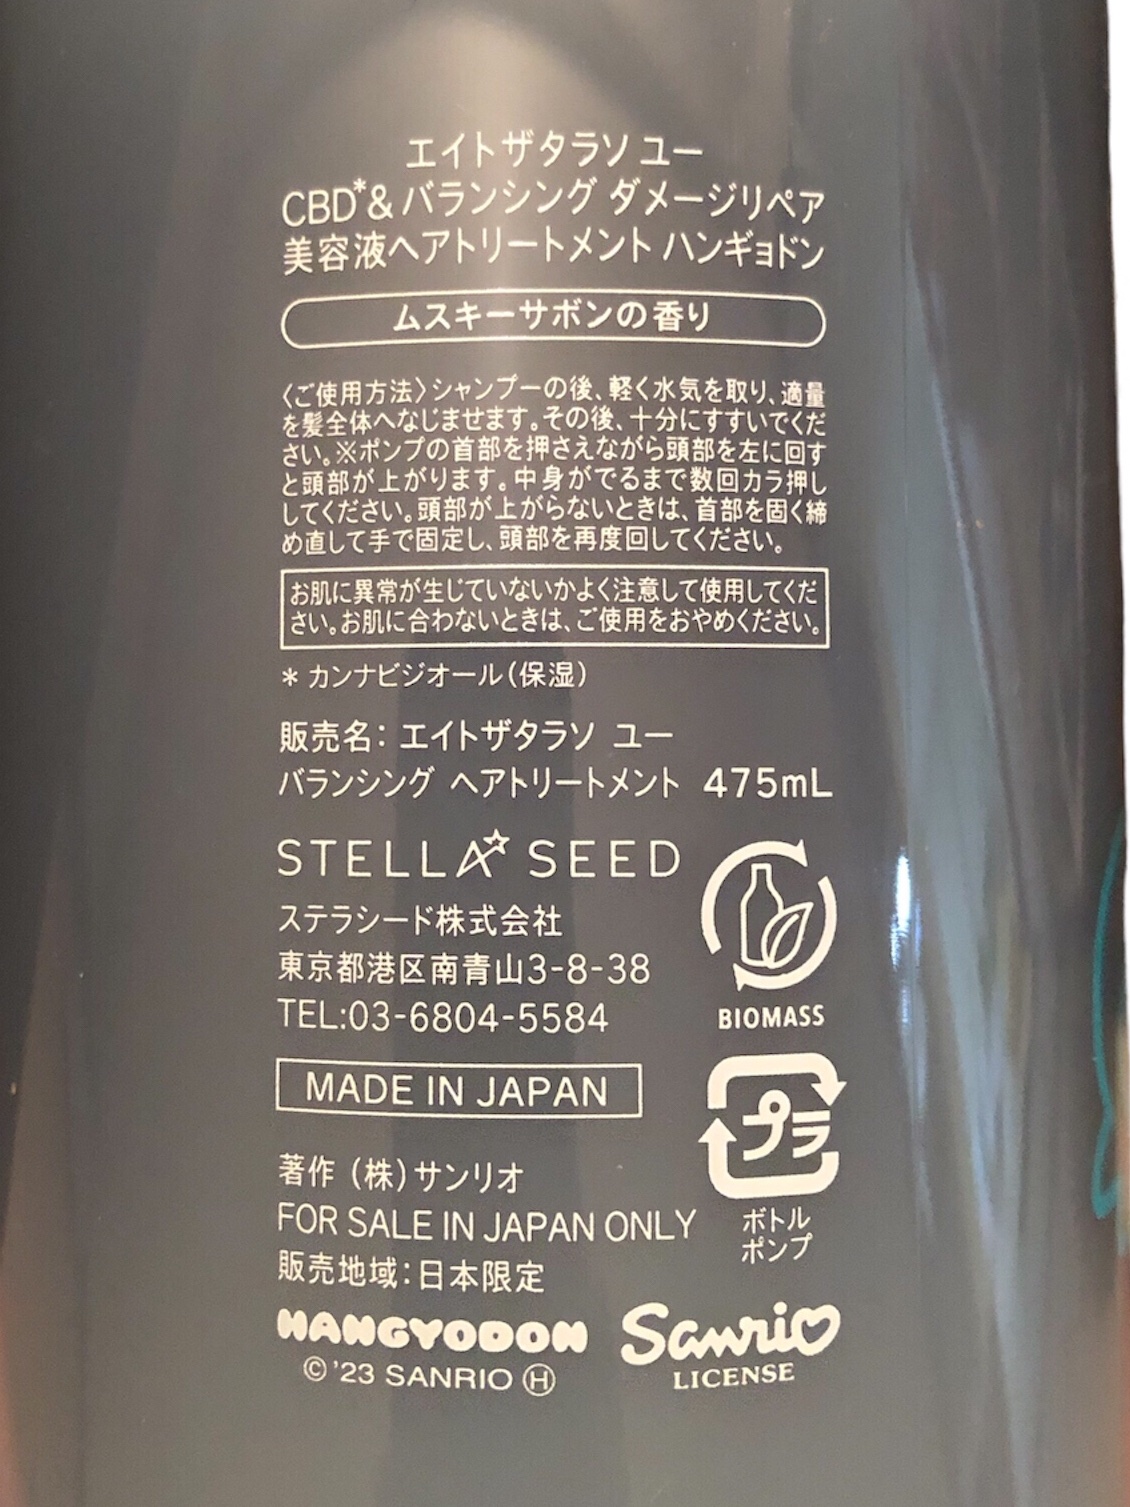 エイトザタラソ ユー
CBD*& バランシング ダメージリペア
美容液ヘアトリートメント ハンギョドン
ムスキーサボンの香り
〈ご使用方法〉シャンプーの後、軽く水気を取り、適量
を髪全体へなじませます。その後、十分にすすいでくだ
さい。※ポンプの首部を押さえながら頭部を左に回す
と頭部が上がります。中身がでるまで数回カラ押し
してください。頭部が上がらないときは、首部を固く締
め直して手で固定し、頭部を再度回してください。
お肌に異常が生じていないかよく注意して使用してくだ
さい。お肌に合わないときは、ご使用をおやめください。
* カンナビジオール(保湿)
販売名: エイトザタラソ ユー
バランシング ヘアトリートメント 475mL
STELLA SEED
ステラシード株式会社
東京都港区南青山3-8-38
TEL:03-6804-5584
BIOMASS
MADE IN JAPAN
プラ
ボトル
ポンプ
著作 (株)サンリオ
FOR SALE IN JAPAN ONLY
販売地域:日本限定
HANGYODON
© '23 SANRIO Ⓗ
Sanrio
LICENSE